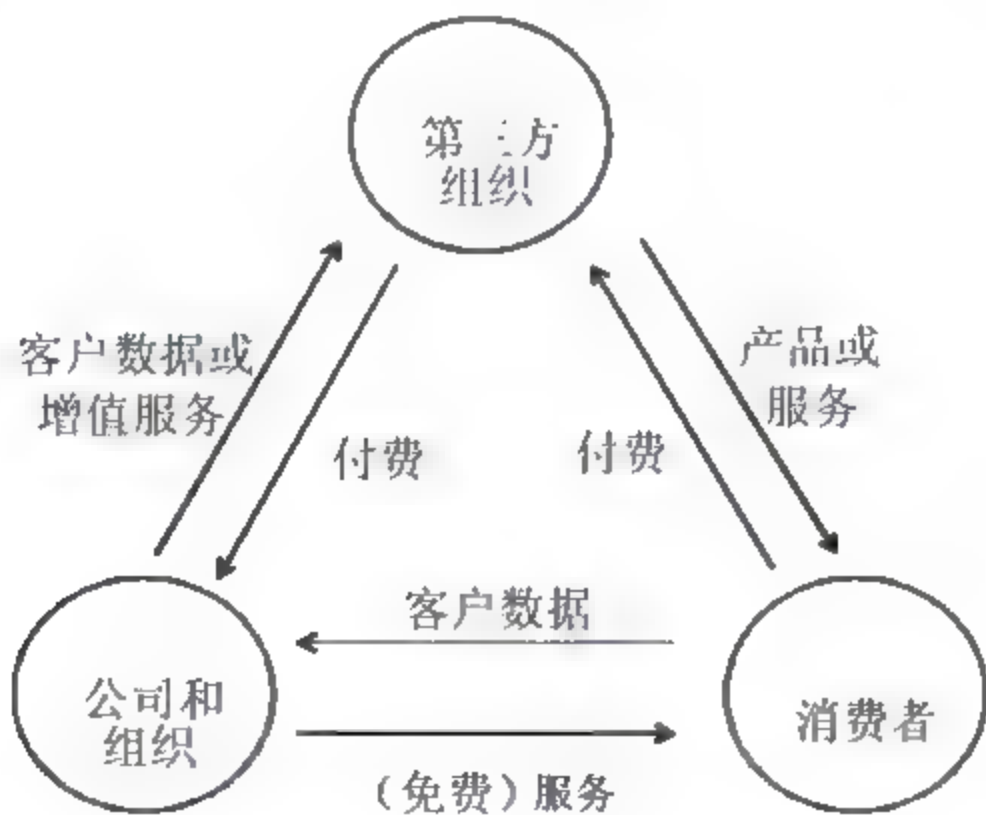 第三方
组织
客户数据或
增值服务
产品或
服务
付费
付费
客户数据
公司和
组织
消费者
（免费）服务